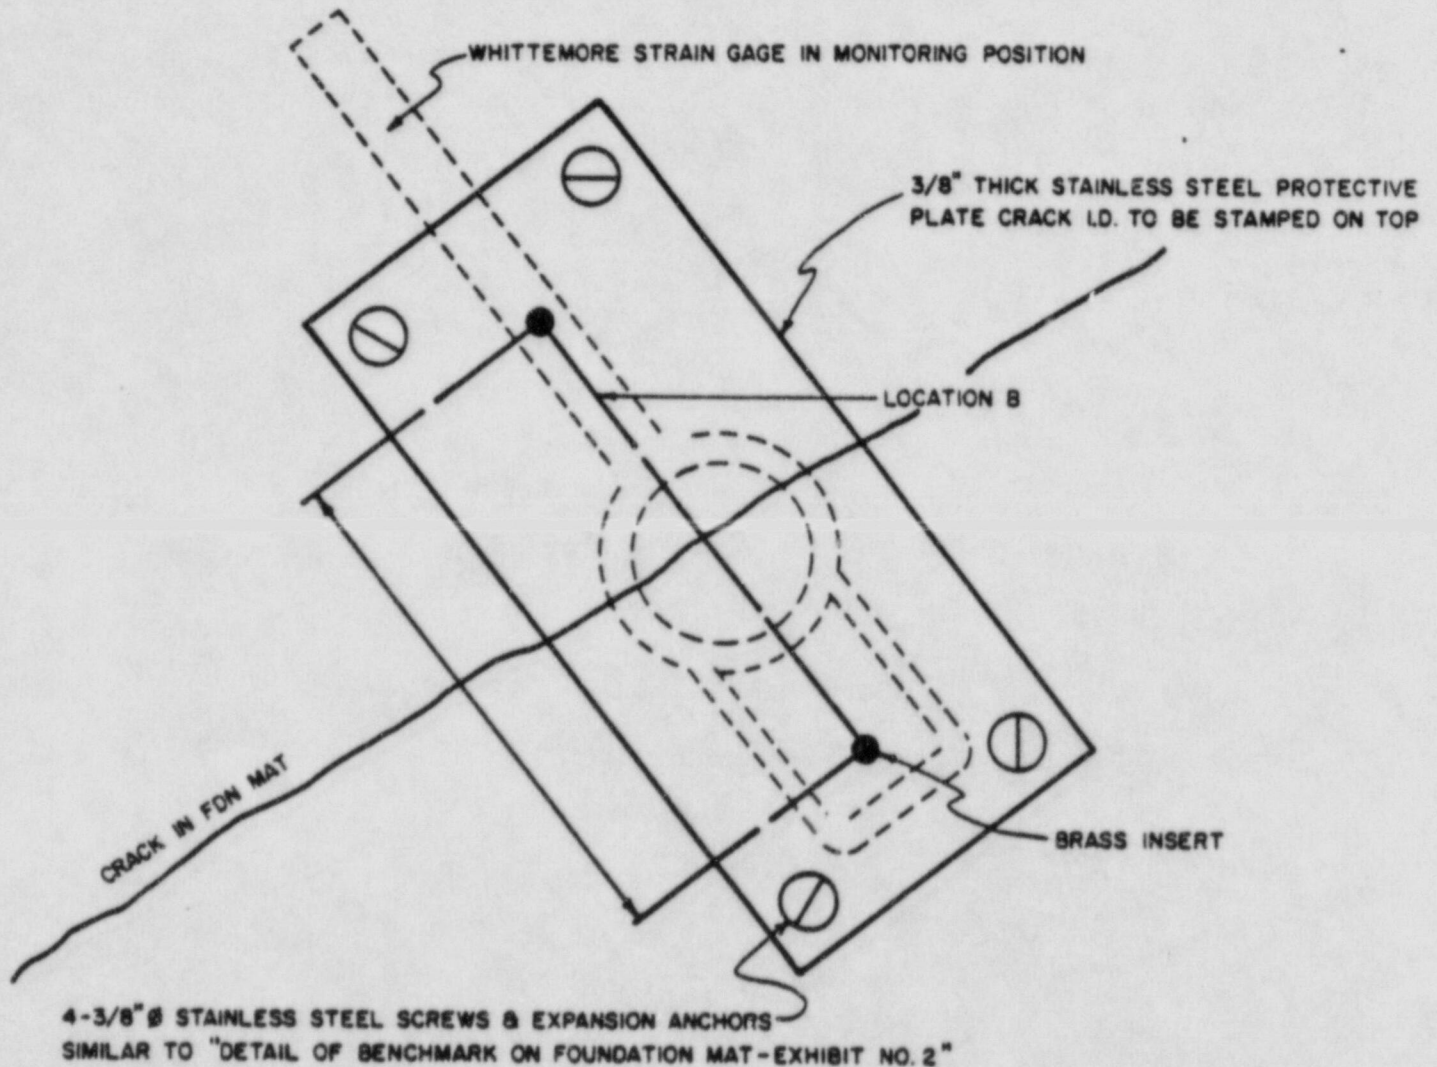 WHITTEMORE STRAIN GAGE IN MONITORING POSITION
3/8" THICK STAINLESS STEEL PROTECTIVE
PLATE CRACK I.D. TO BE STAMPED ON TOP
LOCATION B
CRACK IN FDN MAT
BRASS INSERT
4-3/8" Ø STAINLESS STEEL SCREWS & EXPANSION ANCHORS
SIMILAR TO "DETAIL OF BENCHMARK ON FOUNDATION MAT-EXHIBIT NO. 2"